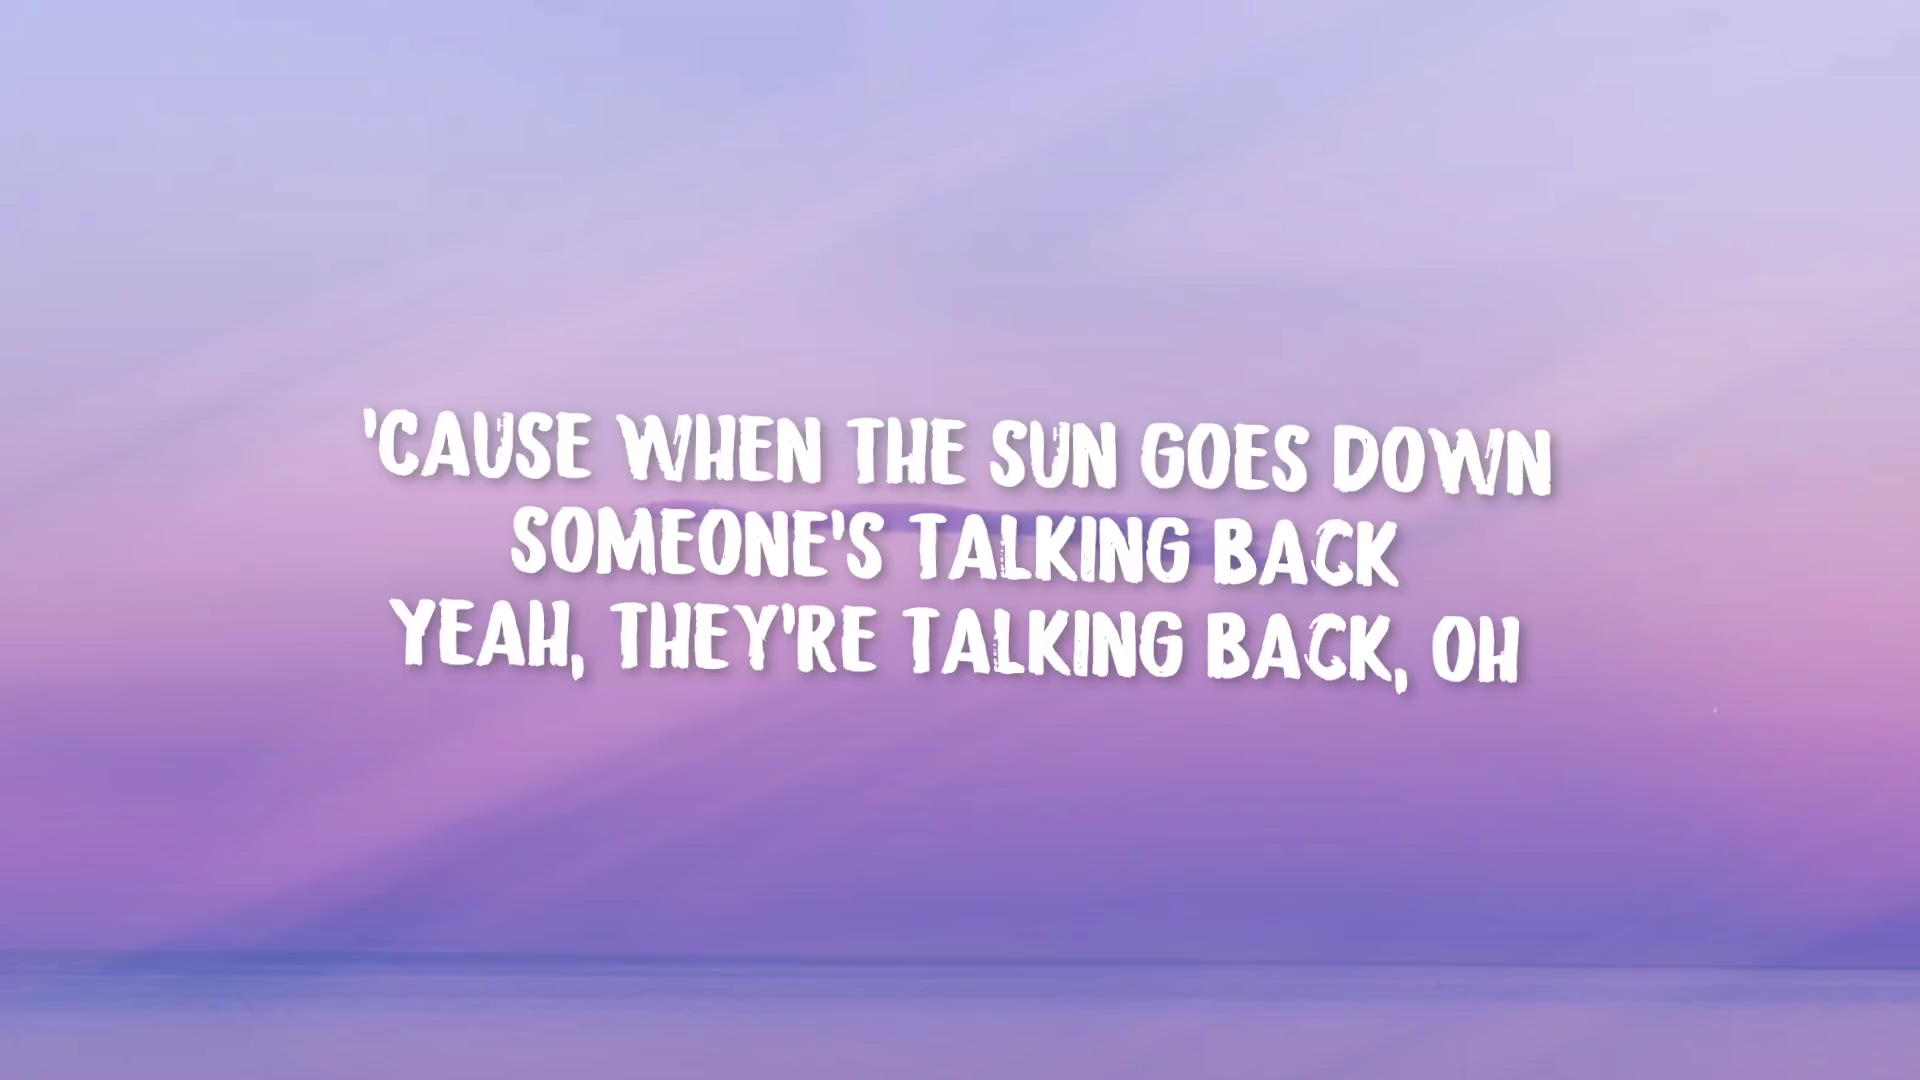 'CAUSE WHEN THE SUN GOES DOWN
SOMEONE'S TALKING BACK
YEAH, THEY'RE TALKING BACK, OH